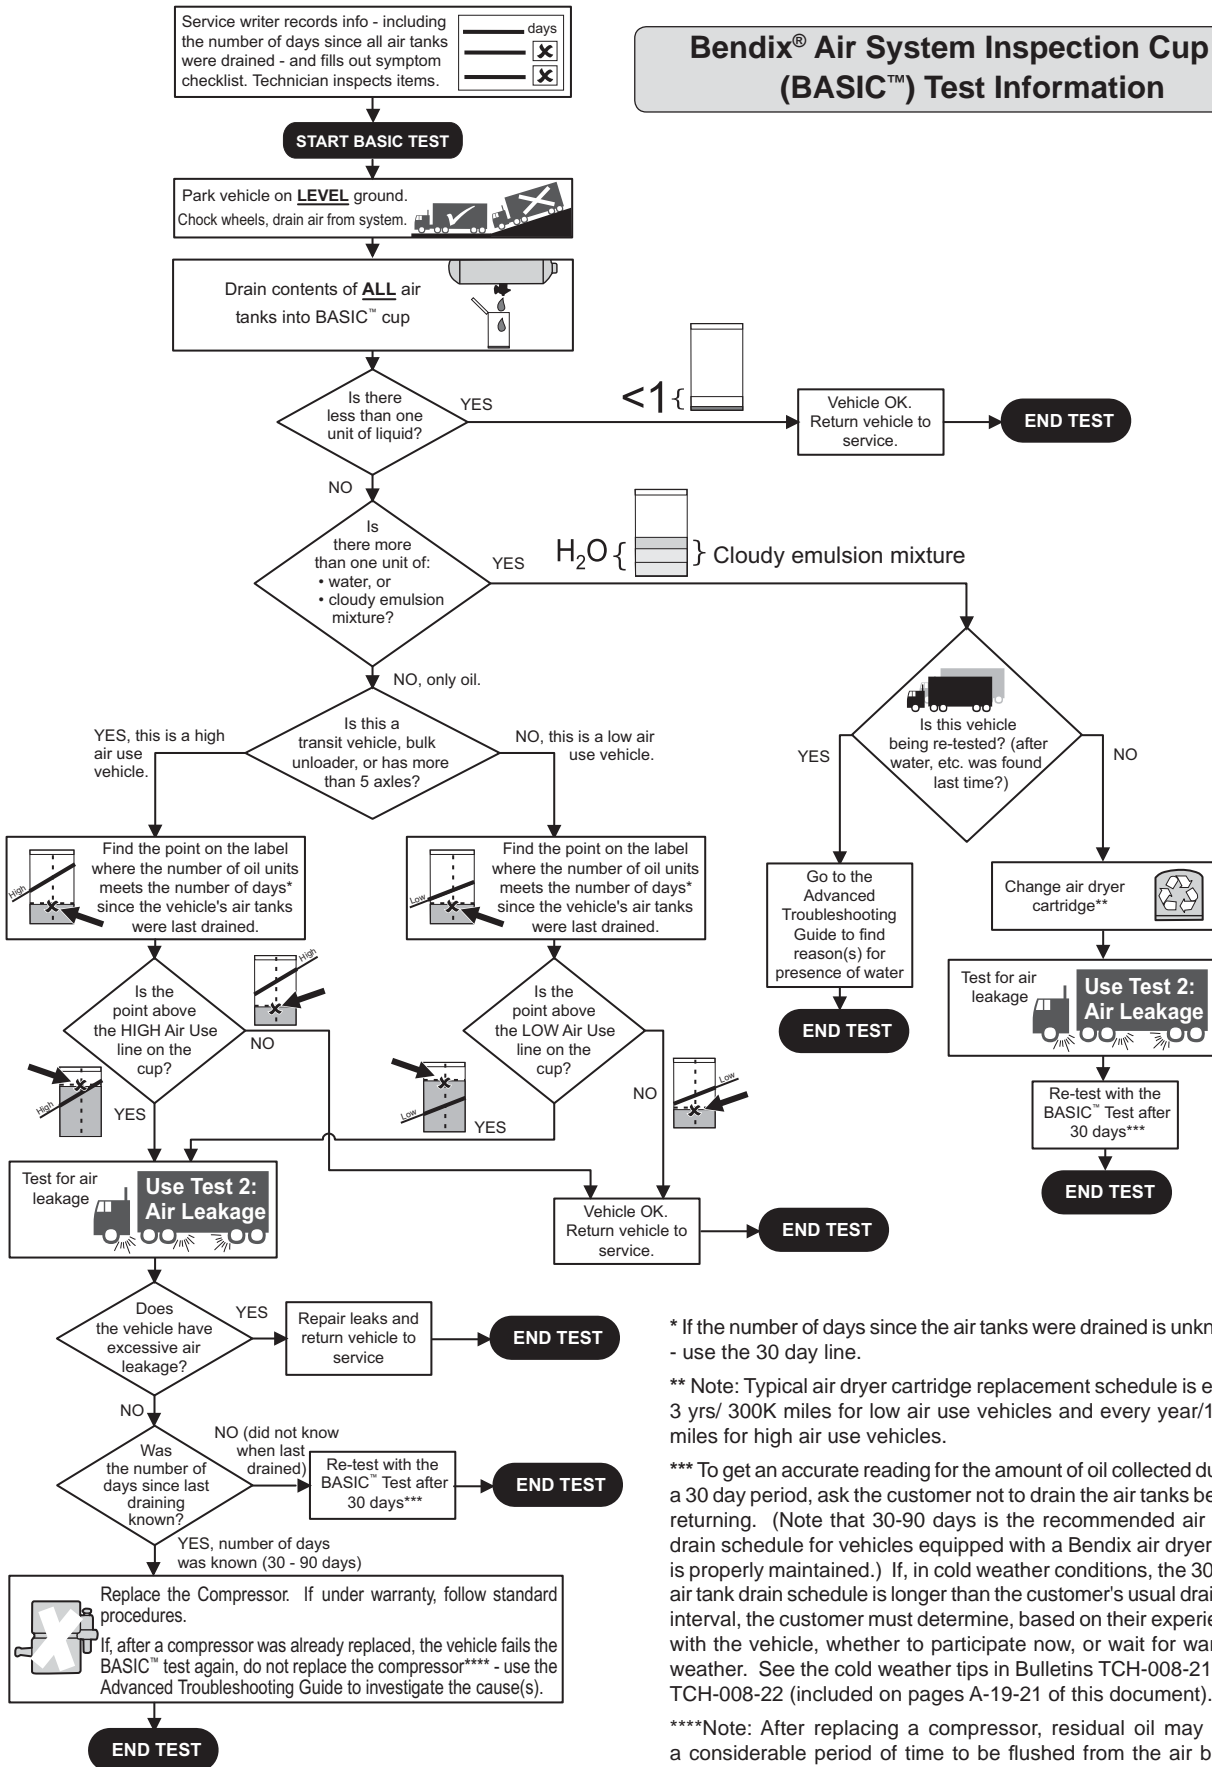 Service writer records info - including
the number of days since all air tanks
were drained - and fills out symptom
checklist. Technician inspects items.
days
Bendix® Air System Inspection Cup
(BASIC™) Test Information
START BASIC TEST
Park vehicle on LEVEL ground.
Chock wheels, drain air from system.
Drain contents of ALL air
tanks into BASIC™ cup
Is there
less than one
unit of liquid?
YES
<1{
Vehicle OK.
Return vehicle to
service.
END TEST
NO
Is
there more
than one unit of:
• water, or
• cloudy emulsion
mixture?
YES
H₂O { } Cloudy emulsion mixture
NO, only oil.
Is this a
transit vehicle, bulk
unloader, or has more
than 5 axles?
YES, this is a high
air use
vehicle.
NO, this is a low air
use vehicle.
Is this vehicle
being re-tested? (after
water, etc. was found
last time?)
YES
NO
Find the point on the label
where the number of oil units
meets the number of days*
since the vehicle's air tanks
were last drained.
High
Find the point on the label
where the number of oil units
meets the number of days*
since the vehicle's air tanks
were last drained.
Low
Go to the
Advanced
Troubleshooting
Guide to find
reason(s) for
presence of water
END TEST
Change air dryer
cartridge**
Test for air
leakage
Use Test 2:
Air Leakage
Re-test with the
BASIC™ Test after
30 days***
END TEST
Is the
point above
the HIGH Air Use
line on the
cup?
High
NO
High
YES
Is the
point above
the LOW Air Use
line on the
cup?
NO
Low
Low
YES
Test for air
leakage
Use Test 2:
Air Leakage
Vehicle OK.
Return vehicle to
service.
END TEST
Does
the vehicle have
excessive air
leakage?
YES
Repair leaks and
return vehicle to
service
END TEST
NO
Was
the number of
days since last
draining
known?
NO (did not know
when last
drained)
Re-test with the
BASIC™ Test after
30 days***
END TEST
YES, number of days
was known (30 - 90 days)
Replace the Compressor. If under warranty, follow standard
procedures.
If, after a compressor was already replaced, the vehicle fails the
BASIC™ test again, do not replace the compressor**** - use the
Advanced Troubleshooting Guide to investigate the cause(s).
END TEST
* If the number of days since the air tanks were drained is
- use the 30 day line.
** Note: Typical air dryer cartridge replacement schedule is
3 yrs/ 300K miles for low air use vehicles and every
miles for high air use vehicles.
*** To get an accurate reading for the amount of oil collected
a 30 day period, ask the customer not to drain the air tanks
returning. (Note that 30-90 days is the recommended air
drain schedule for vehicles equipped with a Bendix air dryer
is properly maintained.) If, in cold weather conditions, the 30
air tank drain schedule is longer than the customer's usual
interval, the customer must determine, based on their
with the vehicle, whether to participate now, or wait for
weather. See the cold weather tips in Bulletins TCH-008-21
TCH-008-22 (included on pages A-19-21 of this document).
****Note: After replacing a compressor, residual oil may
a considerable period of time to be flushed from the air